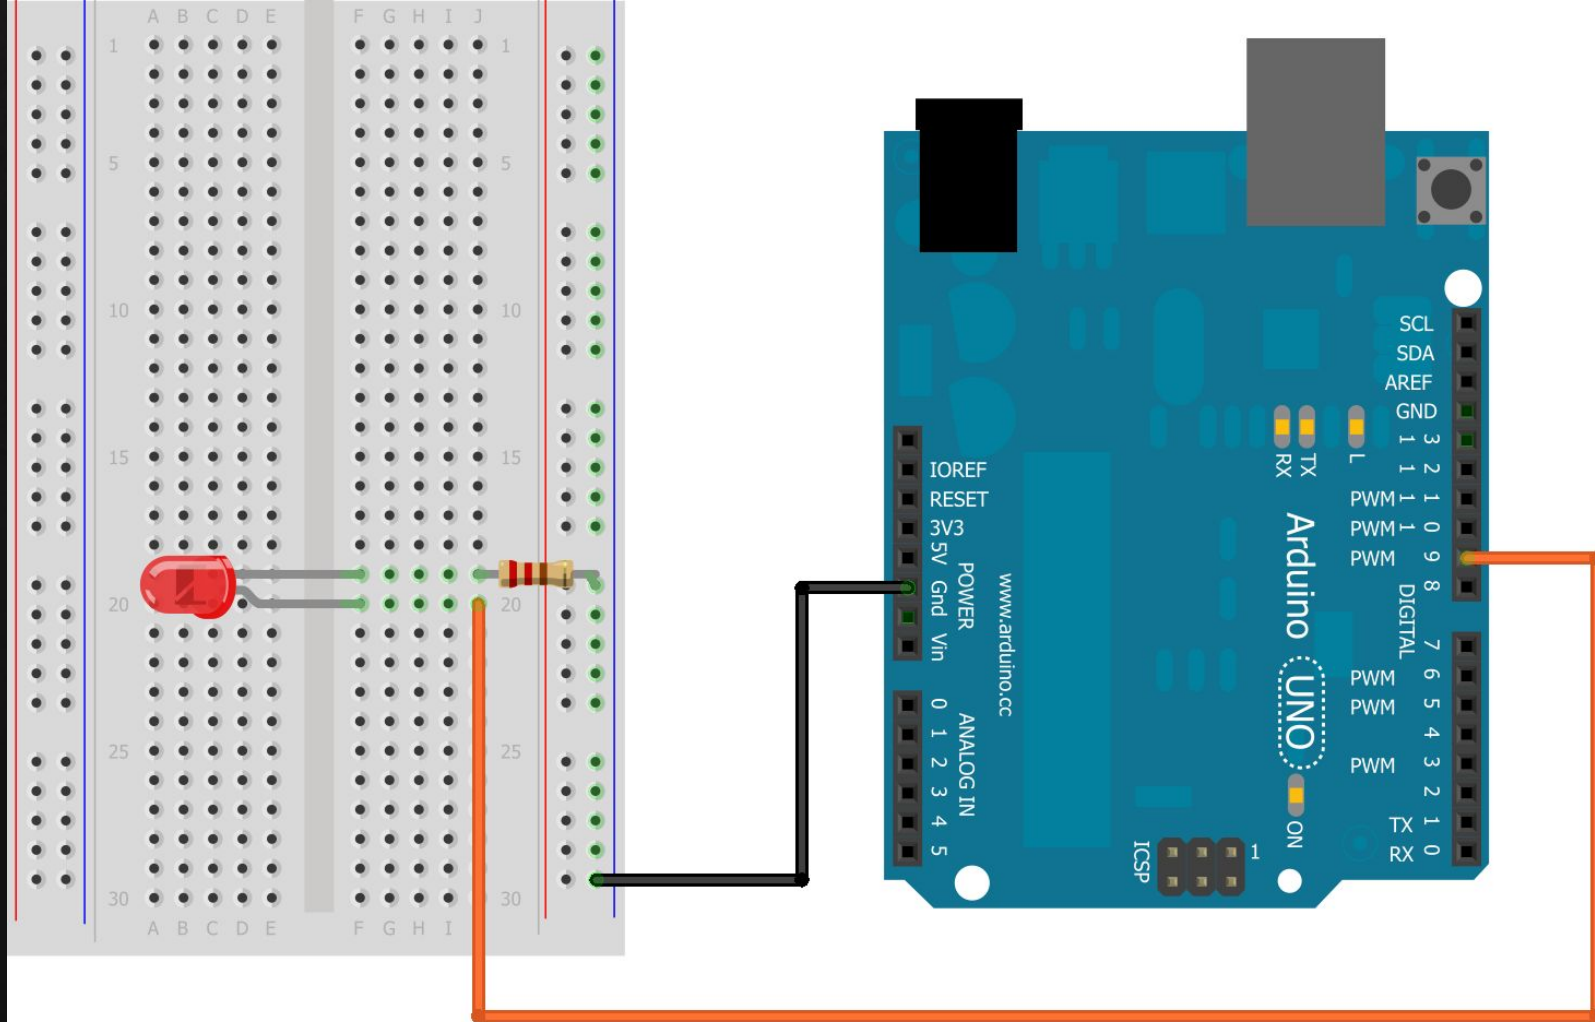 A B C D E F G H I J
1 1
5 5
10 10
15 15
20 20
25 25
30 30
A B C D E F G H I
IOREF
RESET
3V3
5V
Gnd
Vin
POWER
0
1
2
3
4
5
ANALOG IN
www.arduino.cc
RX
TX
L
Arduino
UNO
ON
ICSP
1
SCL
SDA
AREF
GND
13
12
PWM 11
PWM 10
PWM 9
8
DIGITAL
7
PWM 6
PWM 5
4
PWM 3
2
TX 1
RX 0